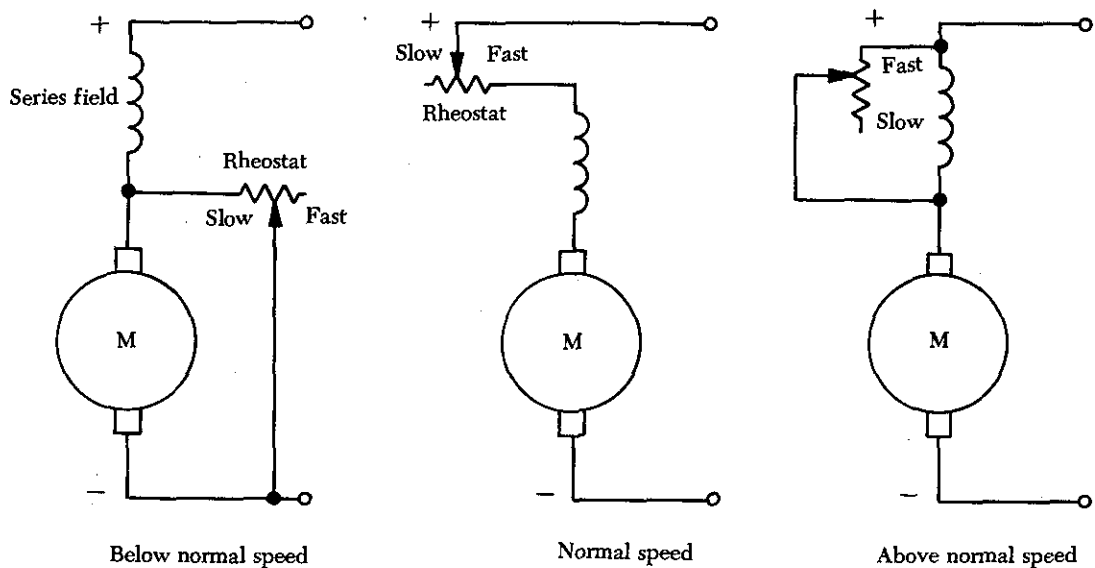 +
Series field
Rheostat
Slow Fast
M
−
Below normal speed
+
Slow Fast
Rheostat
M
−
Normal speed
+
Fast
Slow
M
−
Above normal speed